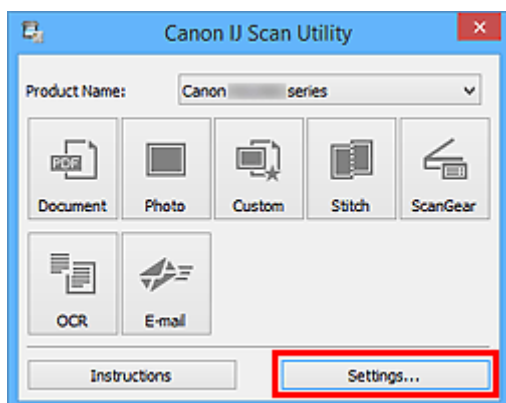 Canon IJ Scan Utility
Product Name: Canon series
PDF
Document Photo Custom Stitch ScanGear
OCR E-mail
Instructions Settings...